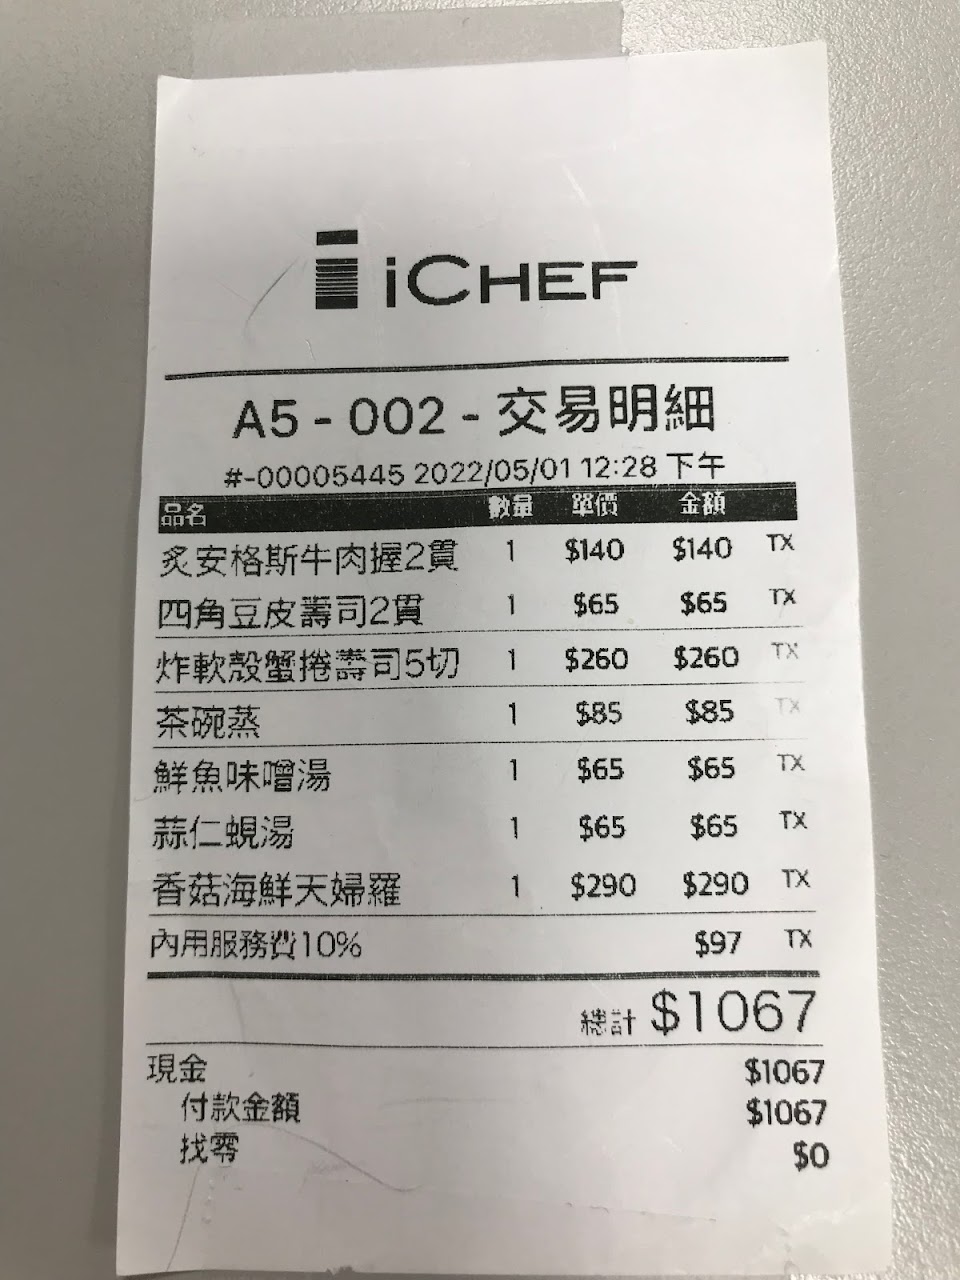 iCHEF
A5 - 002 - 交易明細
#-00005445 2022/05/01 12:28 下午
品名 數量 單價 金額
炙安格斯牛肉握2貫 1 $140 $140 TX
四角豆皮壽司2貫 1 $65 $65 TX
炸軟殼蟹捲壽司5切 1 $260 $260 TX
茶碗蒸 1 $85 $85 TX
鮮魚味噌湯 1 $65 $65 TX
蒜仁蜆湯 1 $65 $65 TX
香菇海鮮天婦羅 1 $290 $290 TX
內用服務費10% $97 TX
總計 $1067
現金 $1067
付款金額 $1067
找零 $0